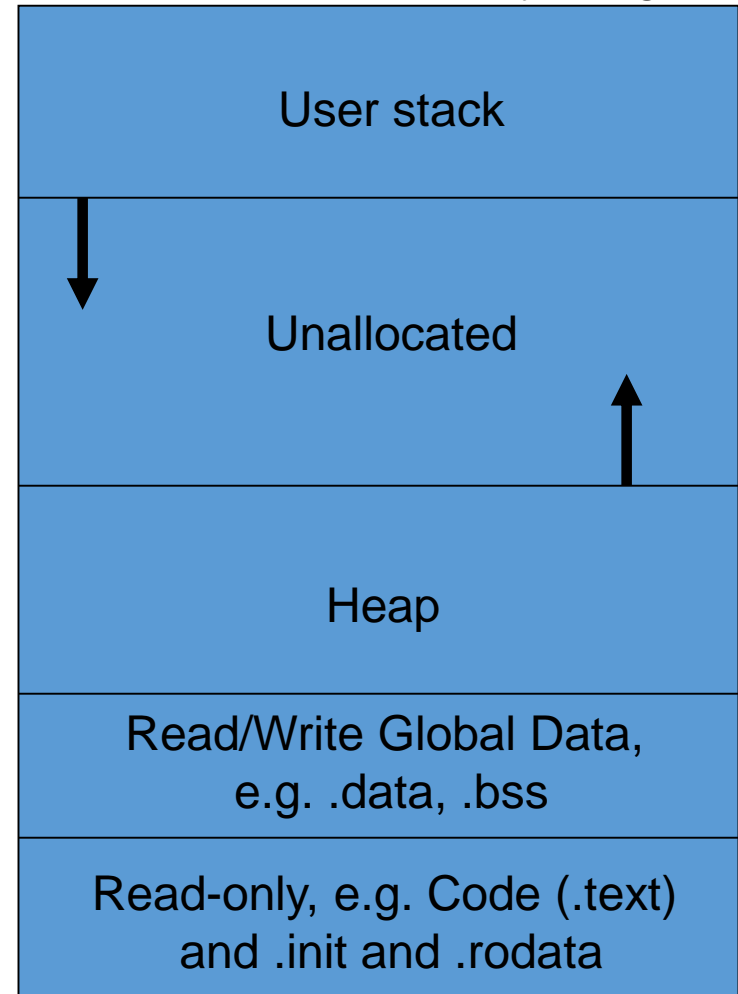 User stack
Unallocated
Heap
Read/Write Global Data,
e.g. .data, .bss
Read-only, e.g. Code (.text)
and .init and .rodata